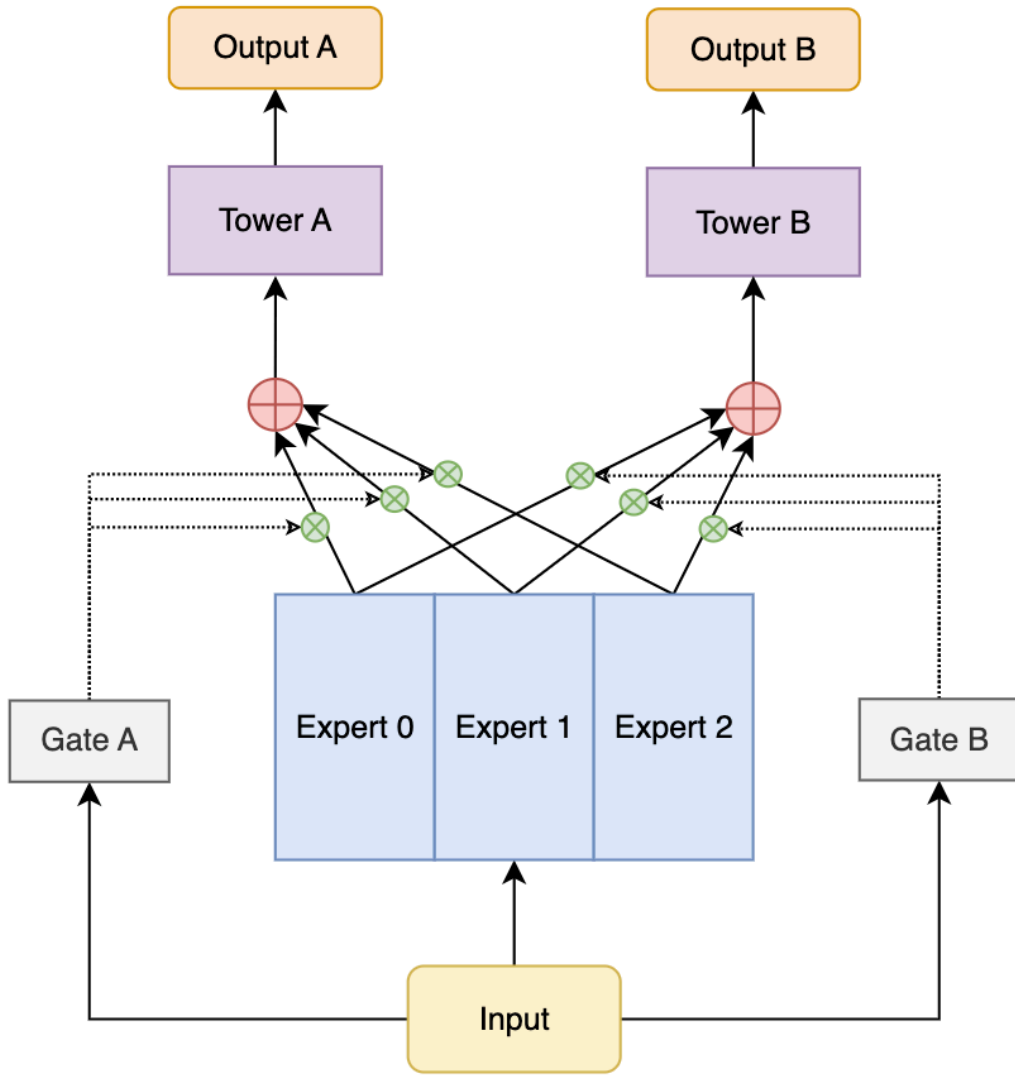 Output A
Output B
Tower A
Tower B
Gate A
Expert 0
Expert 1
Expert 2
Gate B
Input